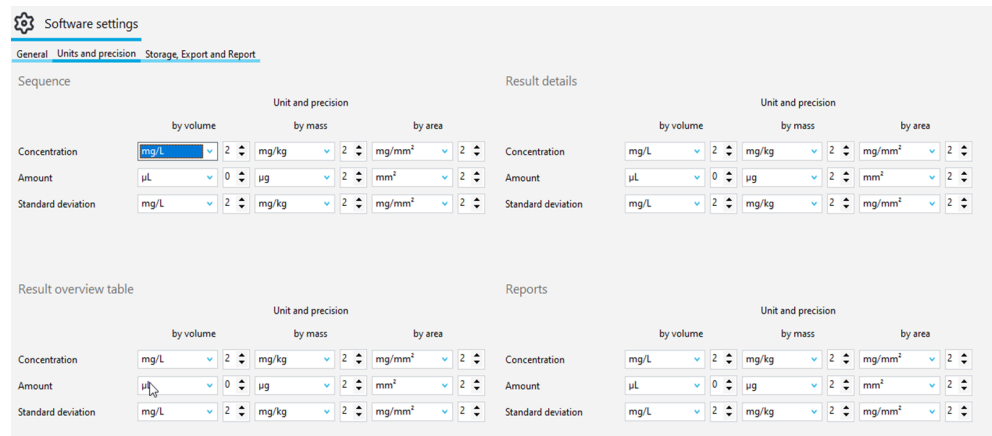 Software settings
General Units and precision Storage, Export and Report
Sequence
Unit and precision
by volume by mass by area
Concentration mg/L 2 mg/kg 2 mg/mm² 2
Amount µL 0 µg 2 mm² 2
Standard deviation mg/L 2 mg/kg 2 mg/mm² 2
Result details
Unit and precision
by volume by mass by area
Concentration mg/L 2 mg/kg 2 mg/mm² 2
Amount µL 0 µg 2 mm² 2
Standard deviation mg/L 2 mg/kg 2 mg/mm² 2
Result overview table
Unit and precision
by volume by mass by area
Concentration mg/L 2 mg/kg 2 mg/mm² 2
Amount µL 0 µg 2 mm² 2
Standard deviation mg/L 2 mg/kg 2 mg/mm² 2
Reports
Unit and precision
by volume by mass by area
Concentration mg/L 2 mg/kg 2 mg/mm² 2
Amount µL 0 µg 2 mm² 2
Standard deviation mg/L 2 mg/kg 2 mg/mm² 2